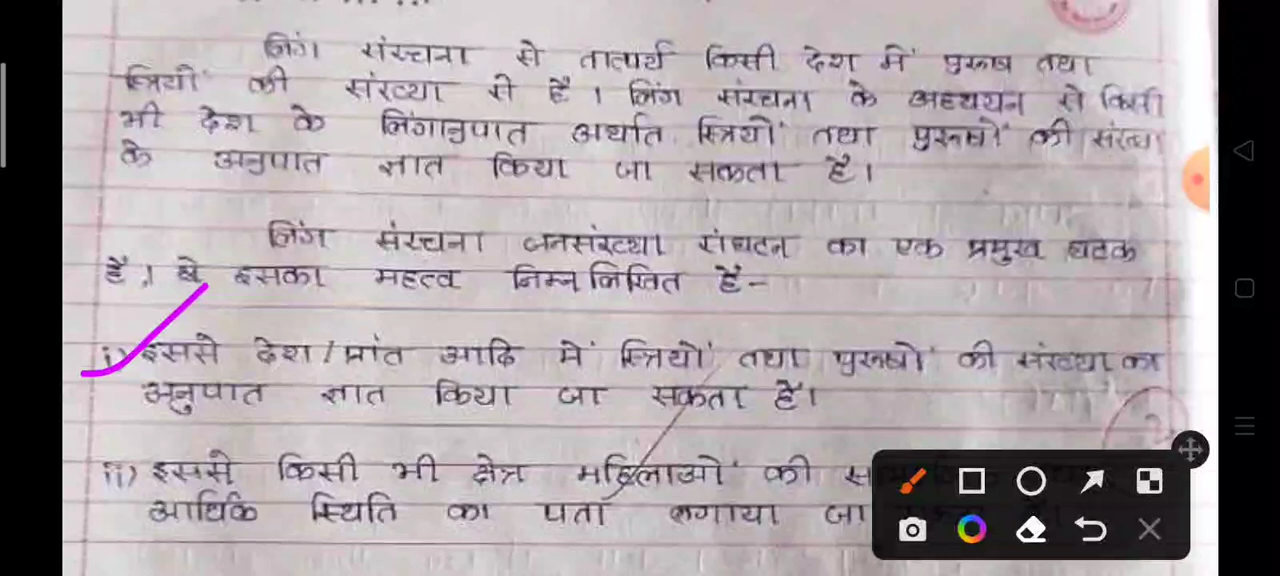 लिंग संरचना से तात्पर्य किसी देश में पुरुष तथा
स्त्रियों की संख्या से है। लिंग संरचना के अध्ययन से किसी
भी देश के लिंगानुपात अर्थात स्त्रियों तथा पुरूषों की संख्या
के अनुपात ज्ञात किया जा सकता है।
लिंग संरचना जनसंख्या संघटन का एक प्रमुख घटक
है। इसका महत्व निम्नलिखित है-
i) इससे देश/प्रांत आदि में स्त्रियों तथा पुरूषों की संख्या का
अनुपात ज्ञात किया जा सकता है।
ii) इससे किसी भी क्षेत्र महिलाओं की
आर्थिक स्थिति का पता लगाया जा